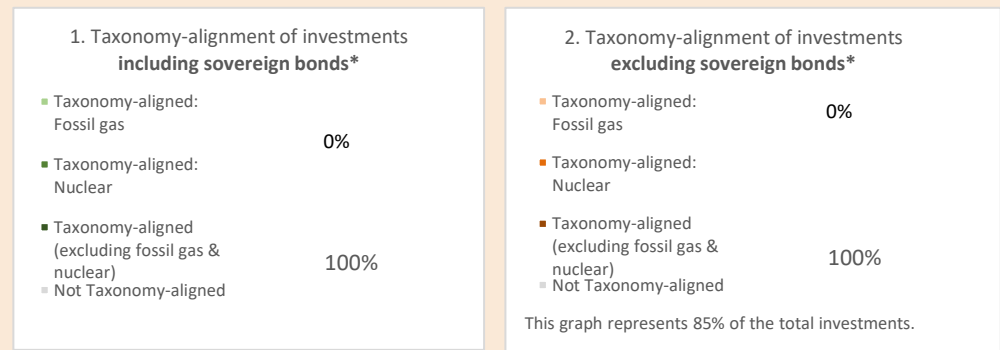 1. Taxonomy-alignment of investments
including sovereign bonds*
Taxonomy-aligned:
Fossil gas
0%
Taxonomy-aligned:
Nuclear
Taxonomy-aligned
(excluding fossil gas &
nuclear)
100%
Not Taxonomy-aligned
2. Taxonomy-alignment of investments
excluding sovereign bonds*
Taxonomy-aligned:
Fossil gas
0%
Taxonomy-aligned:
Nuclear
Taxonomy-aligned
(excluding fossil gas &
nuclear)
100%
Not Taxonomy-aligned
This graph represents 85% of the total investments.